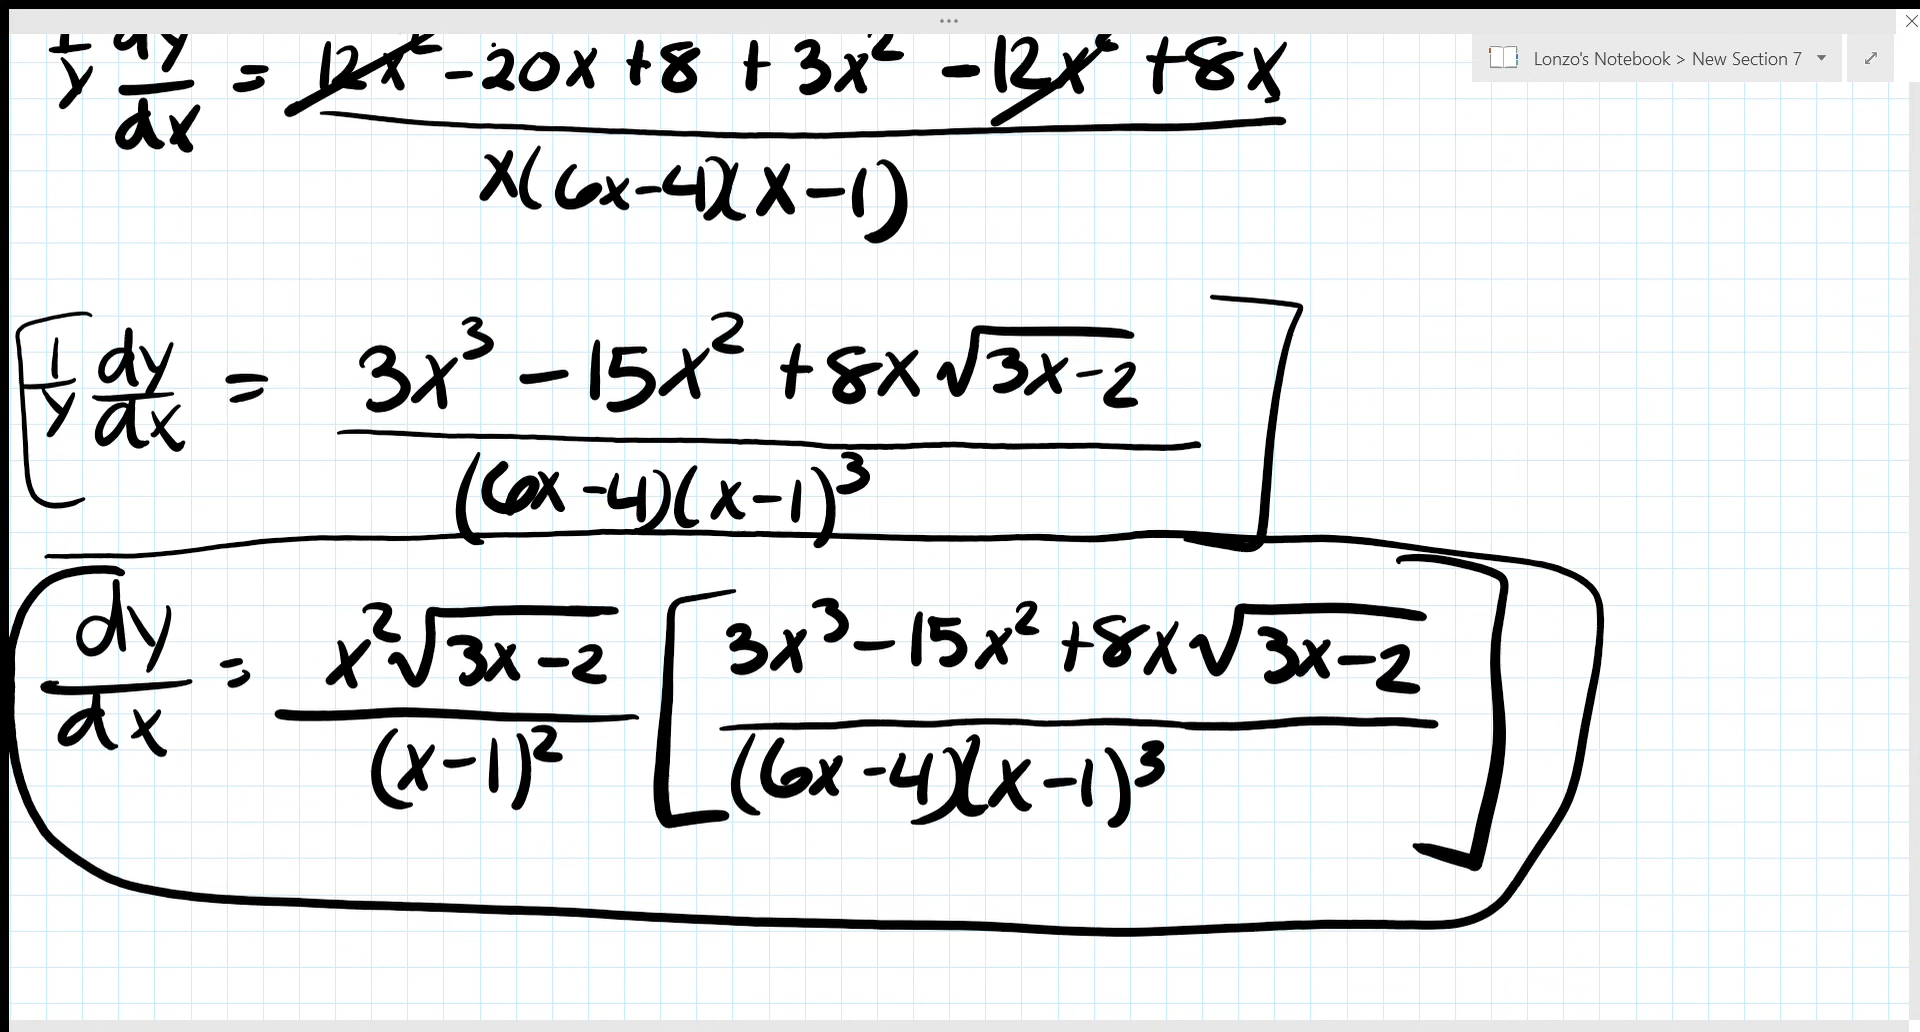 ...
Lonzo's Notebook > New Section 7
1/y dy/dx = (12x² - 20x + 8 + 3x² - 12x² + 8x) / (x(6x-4)(x-1))
[1/y dy/dx = (3x³ - 15x² + 8x√(3x-2)) / ((6x-4)(x-1)³)]
dy/dx = (x²√(3x-2)) / ((x-1)²) [(3x³ - 15x² + 8x√(3x-2)) / ((6x-4)(x-1)³)]